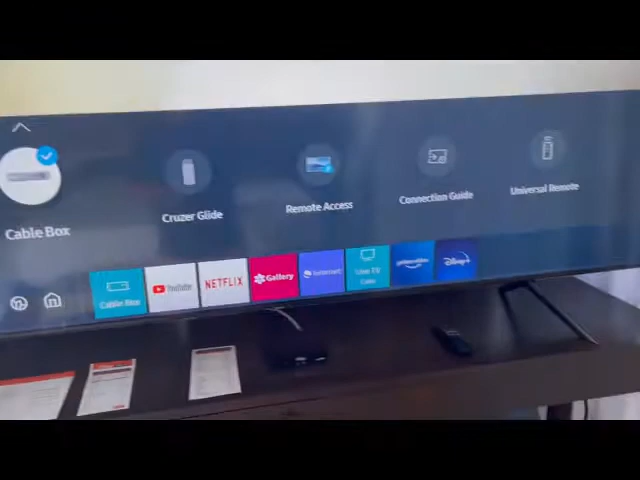 Cable Box
Cruzer Glide
Remote Access
Connection Guide
Universal Remote
Cable Box
YouTube
NETFLIX
Gallery
Internet
Live TV
prime video
Disney+